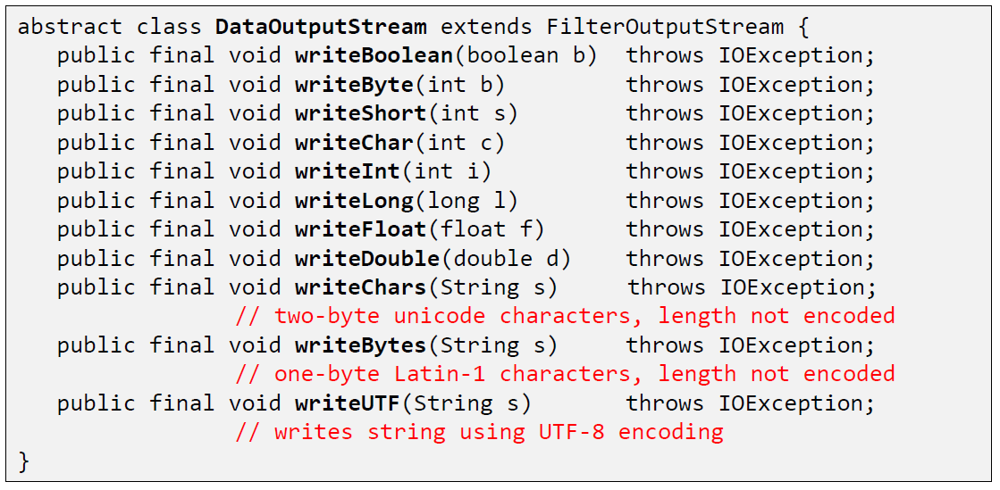 abstract class DataOutputStream extends FilterOutputStream {
   public final void writeBoolean(boolean b)  throws IOException;
   public final void writeByte(int b)         throws IOException;
   public final void writeShort(int s)        throws IOException;
   public final void writeChar(int c)         throws IOException;
   public final void writeInt(int i)          throws IOException;
   public final void writeLong(long l)        throws IOException;
   public final void writeFloat(float f)      throws IOException;
   public final void writeDouble(double d)    throws IOException;
   public final void writeChars(String s)     throws IOException;
                // two-byte unicode characters, length not encoded
   public final void writeBytes(String s)     throws IOException;
                // one-byte Latin-1 characters, length not encoded
   public final void writeUTF(String s)       throws IOException;
                // writes string using UTF-8 encoding
}